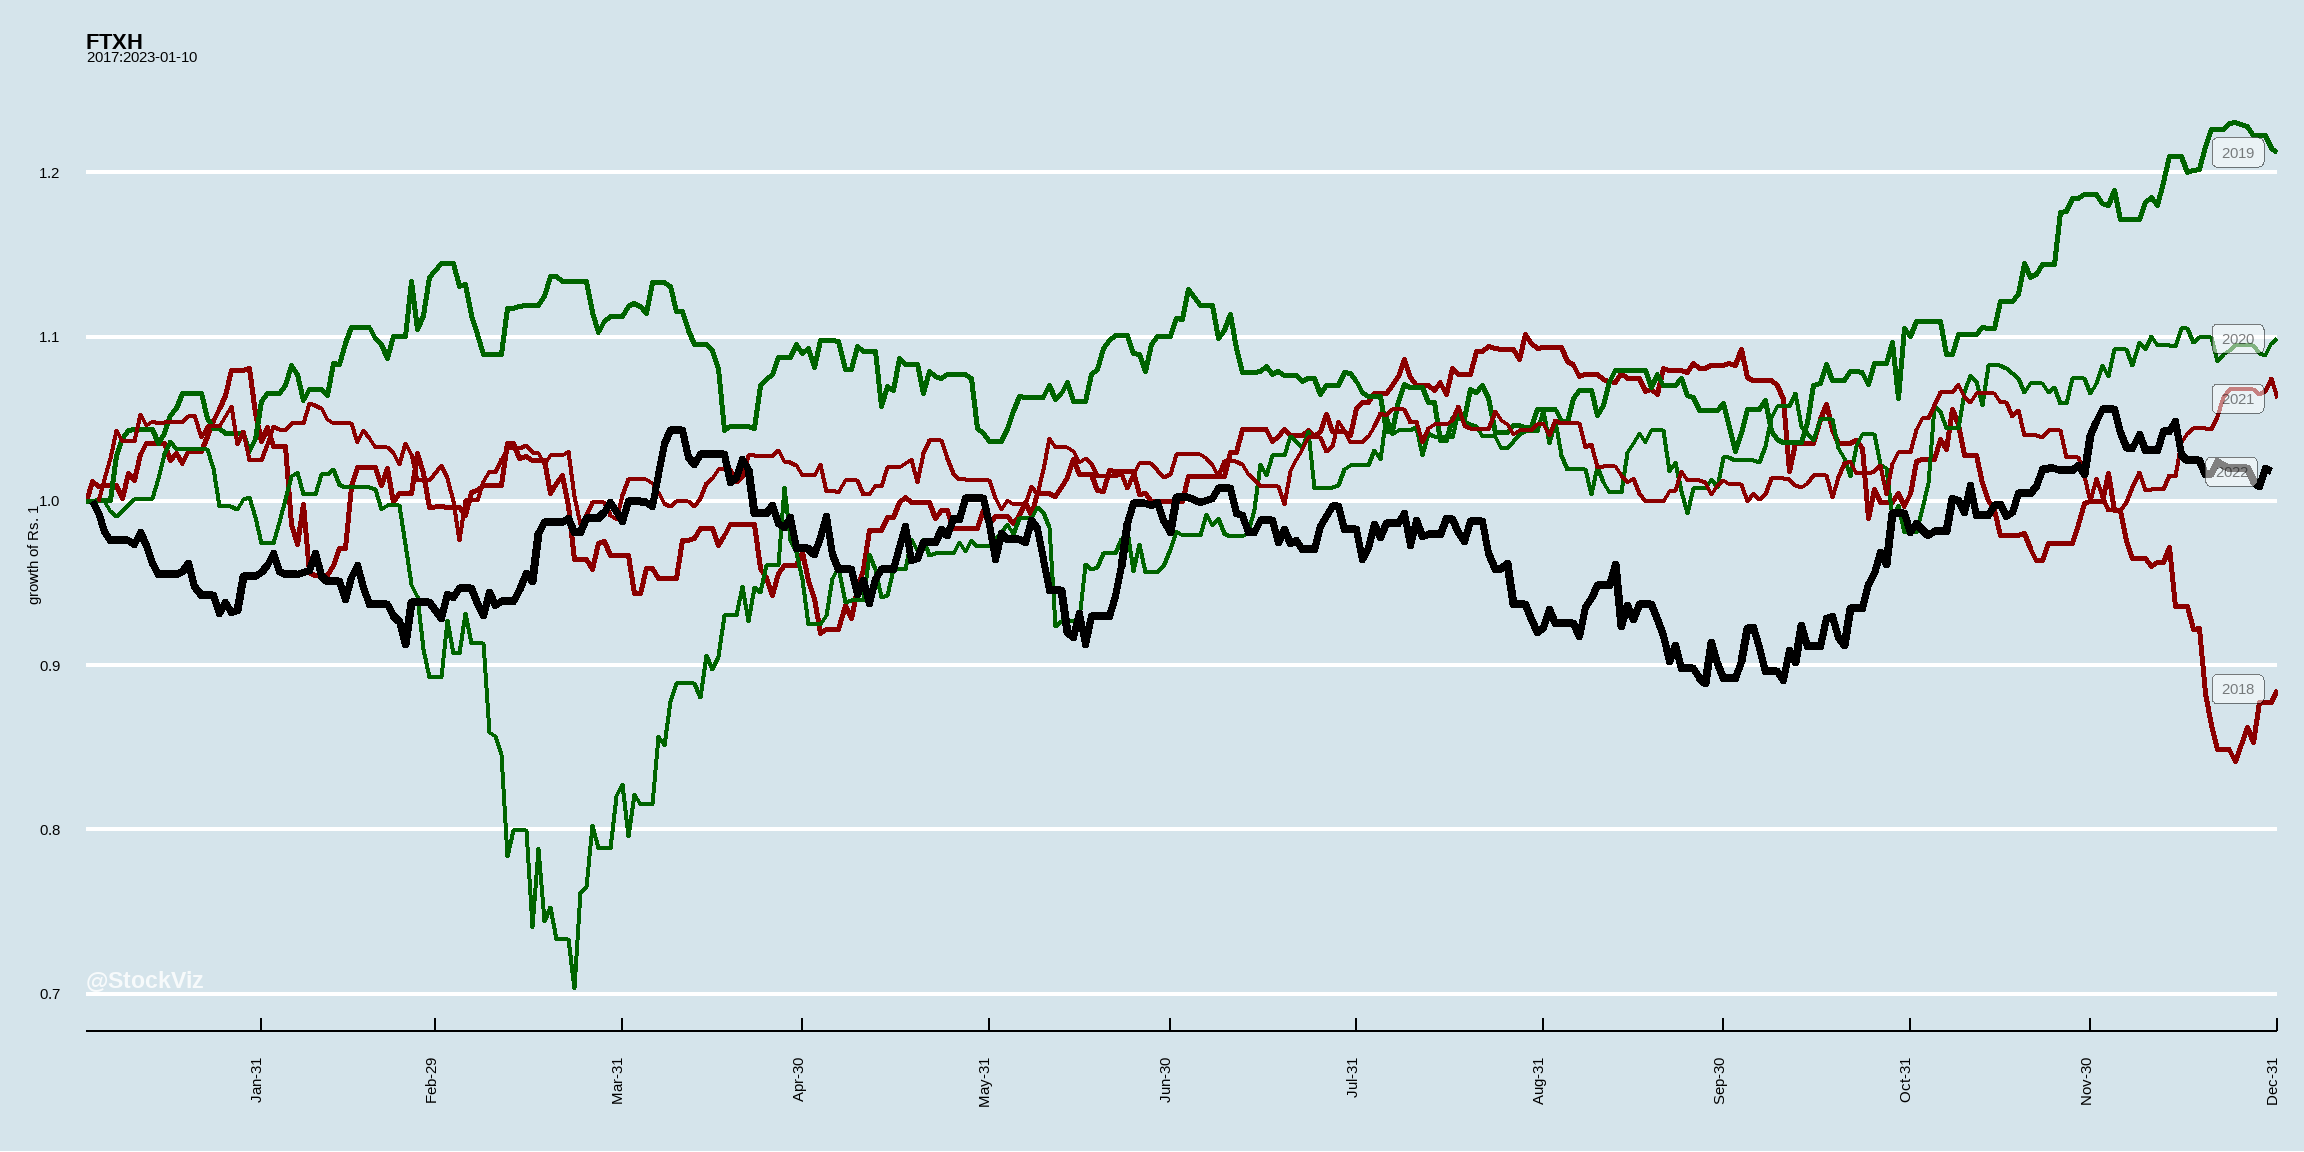 FTXH
2017:2023-01-10
1.2
1.1
1.0
0.9
0.8
0.7
growth of Rs. 1
2019
2020
2021
2022
2018
@StockViz
Jan-31
Feb-29
Mar-31
Apr-30
May-31
Jun-30
Jul-31
Aug-31
Sep-30
Oct-31
Nov-30
Dec-31